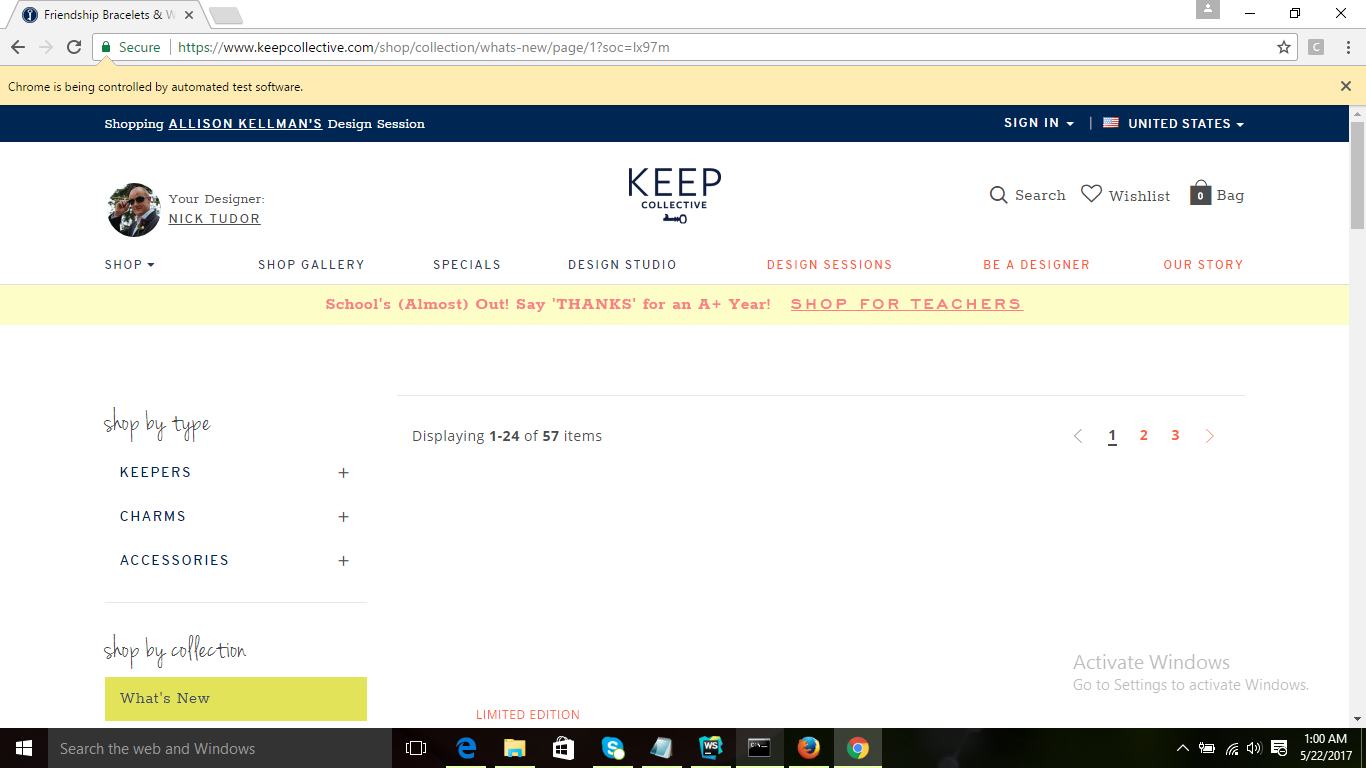 Friendship Bracelets & W
Secure https://www.keepcollective.com/shop/collection/whats-new/page/1?soc=lx97m
Chrome is being controlled by automated test software.
Shopping ALLISON KELLMAN'S Design Session
SIGN IN | UNITED STATES
Your Designer:
NICK TUDOR
KEEP
COLLECTIVE
Search Wishlist 0 Bag
SHOP SHOP GALLERY SPECIALS DESIGN STUDIO DESIGN SESSIONS BE A DESIGNER OUR STORY
School's (Almost) Out! Say 'THANKS' for an A+ Year! SHOP FOR TEACHERS
shop by type
KEEPERS +
CHARMS +
ACCESSORIES +
Displaying 1-24 of 57 items
1 2 3
shop by collection
What's New
LIMITED EDITION
Activate Windows
Go to Settings to activate Windows.
Search the web and Windows
1:00 AM
5/22/2017